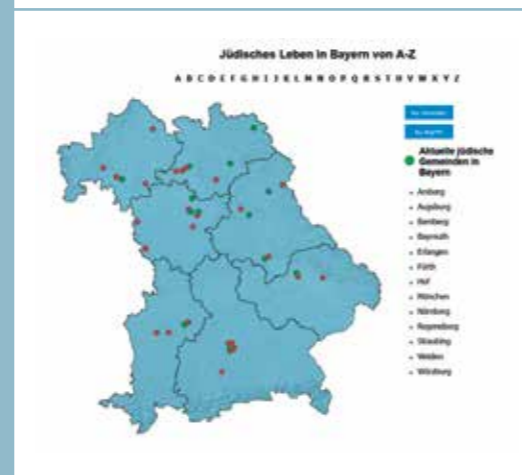 Jüdisches Leben in Bayern von A-Z
A B C D E F G H I J K L M N O P Q R S T U V W X Y Z
Aktuelle jüdische
Gemeinden in
Bayern
Amberg
Augsburg
Bamberg
Bayreuth
Erlangen
Fürth
Hof
München
Nürnberg
Regensburg
Straubing
Weiden
Würzburg